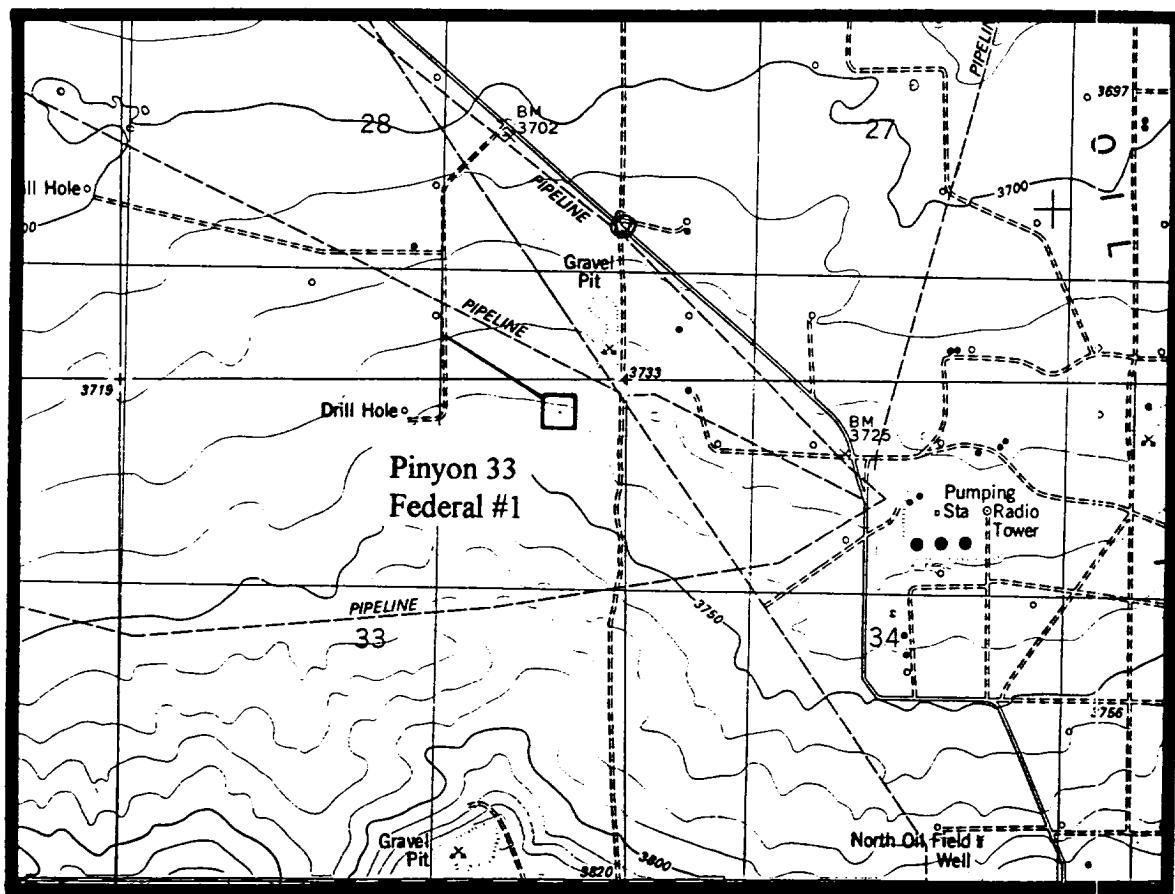 PIPELINE
BM
3702
28
27
3697
OIL
ill Hole
3700
PIPELINE
Gravel
Pit
PIPELINE
3719
3733
Drill Hole
BM
3725
Pinyon 33
Federal #1
Pumping
Sta
Radio
Tower
PIPELINE
3750
33
34
3756
Gravel
Pit
North Oil Field
Well
3820
3800